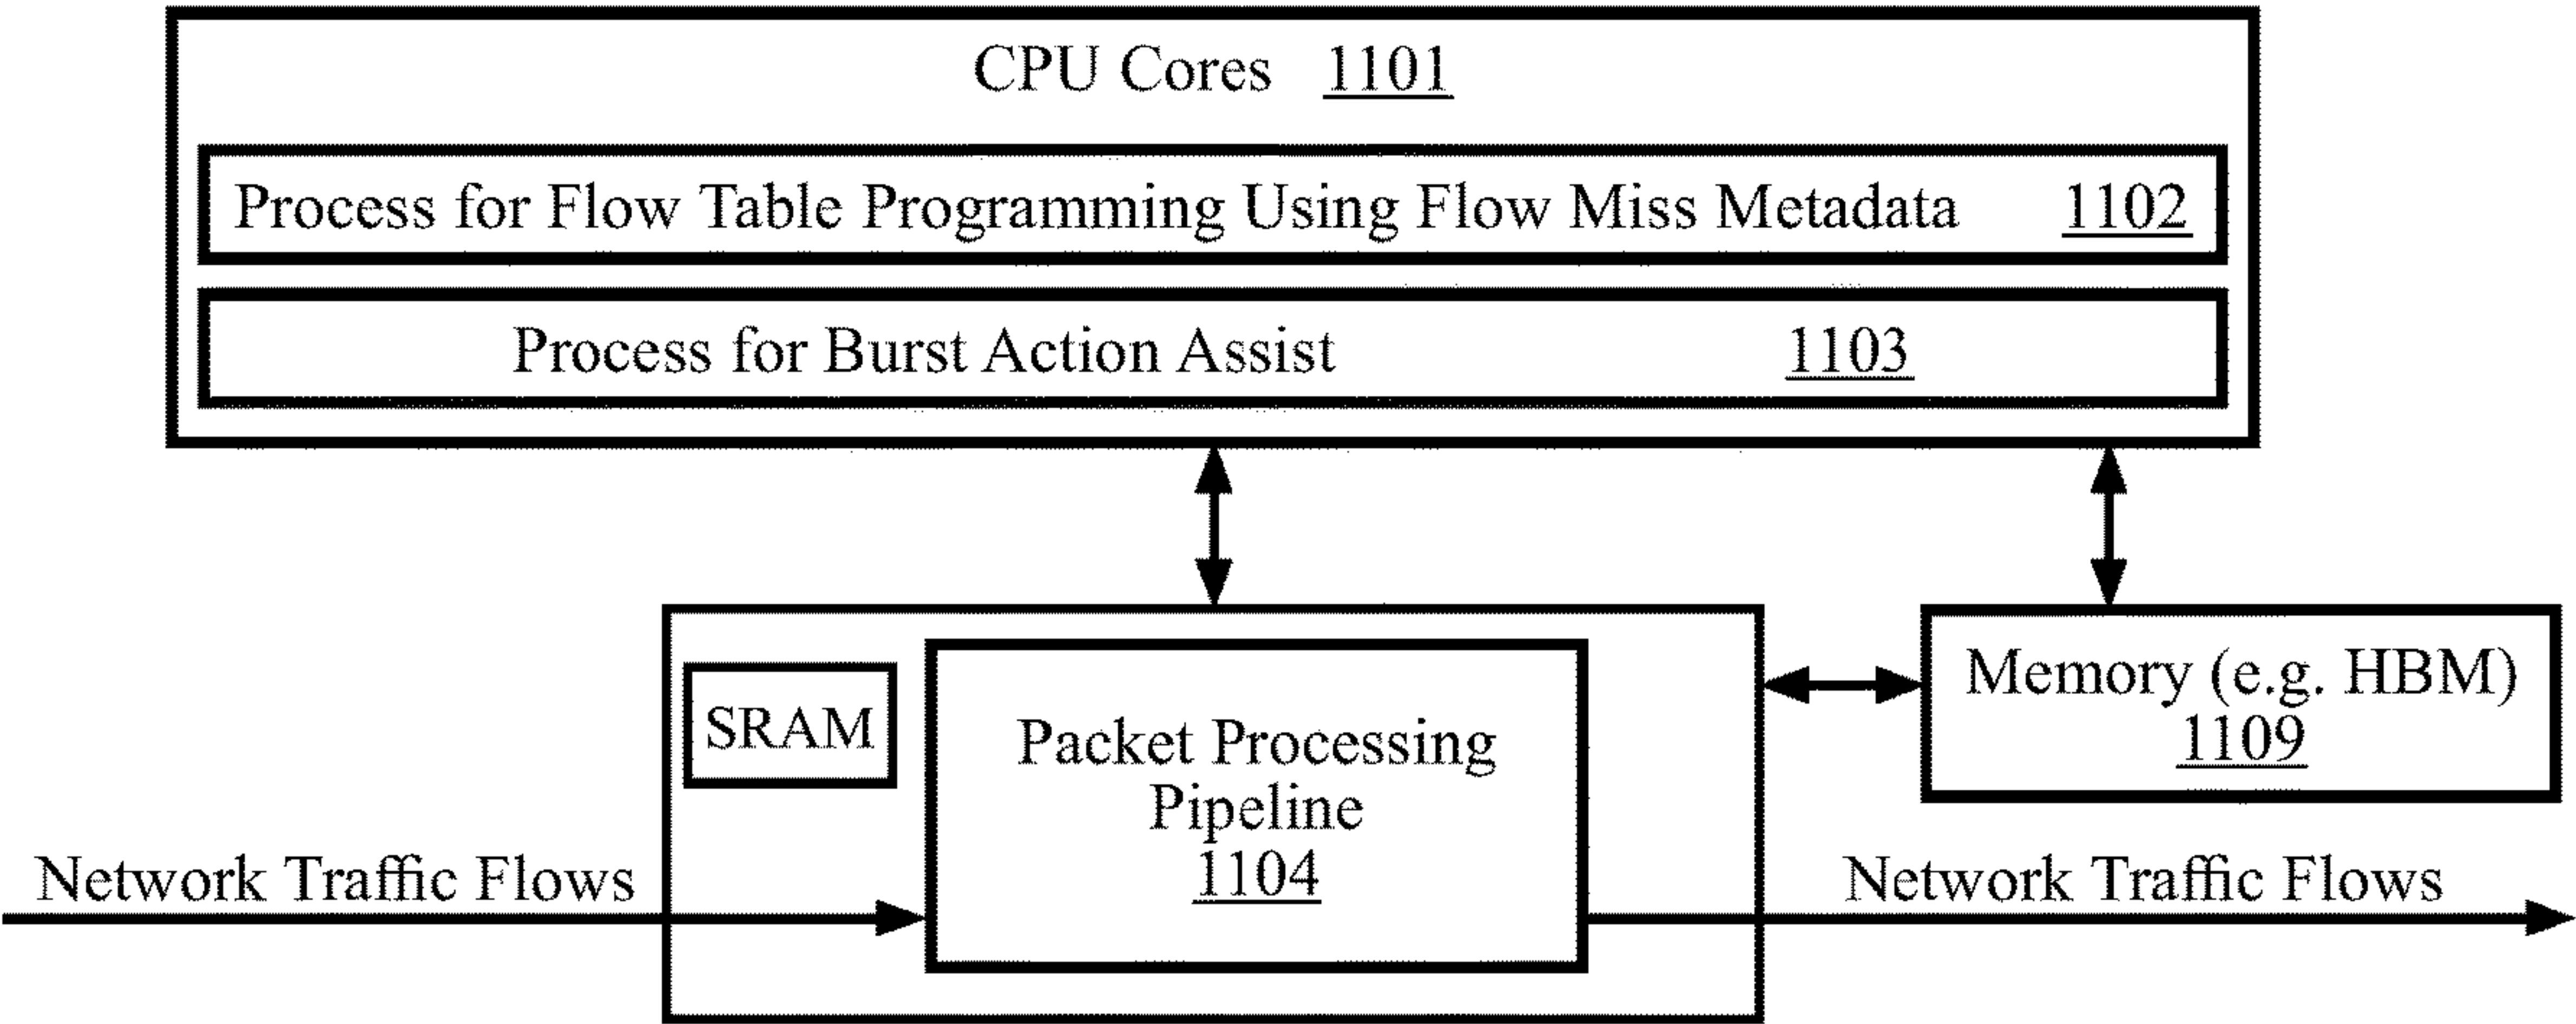 CPU Cores 1101
Process for Flow Table Programming Using Flow Miss Metadata 1102
Process for Burst Action Assist 1103
SRAM
Packet Processing
Pipeline
1104
Memory (e.g. HBM)
1109
Network Traffic Flows
Network Traffic Flows